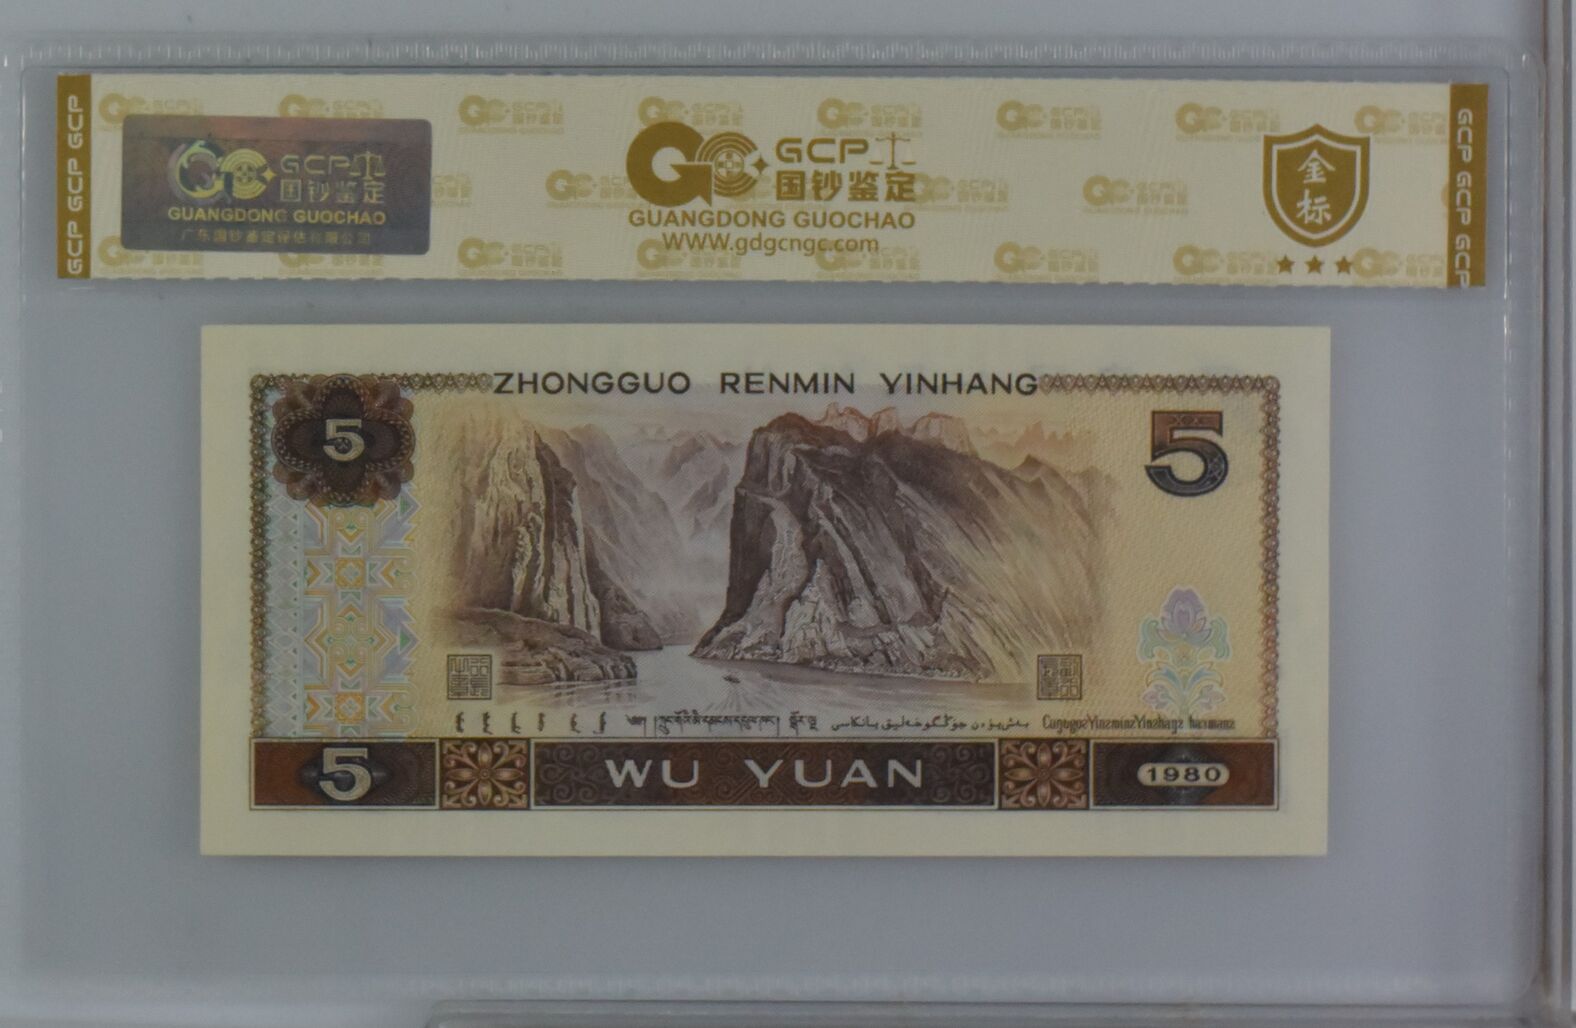 GCP GCP GCP
GCP
国钞鉴定
GUANGDONG GUOCHAO
广东国钞鉴定评估有限公司
GCP
国钞鉴定
GUANGDONG GUOCHAO
WWW.gdgcngc.com
金标
GCP GCP GCP
ZHONGGUO RENMIN YINHANG
5
5
5
WU YUAN
1980